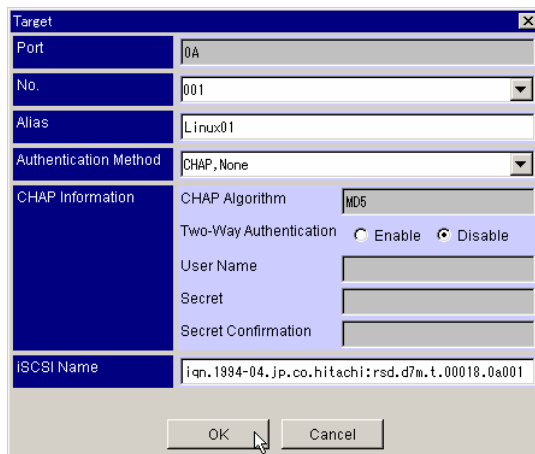 Target
Port 0A
No. 001
Alias Linux01
Authentication Method CHAP,None
CHAP Information CHAP Algorithm MD5
Two-Way Authentication Enable Disable
User Name
Secret
Secret Confirmation
iSCSI Name iqn.1994-04.jp.co.hitachi:rsd.d7m.t.00018.0a001
OK Cancel